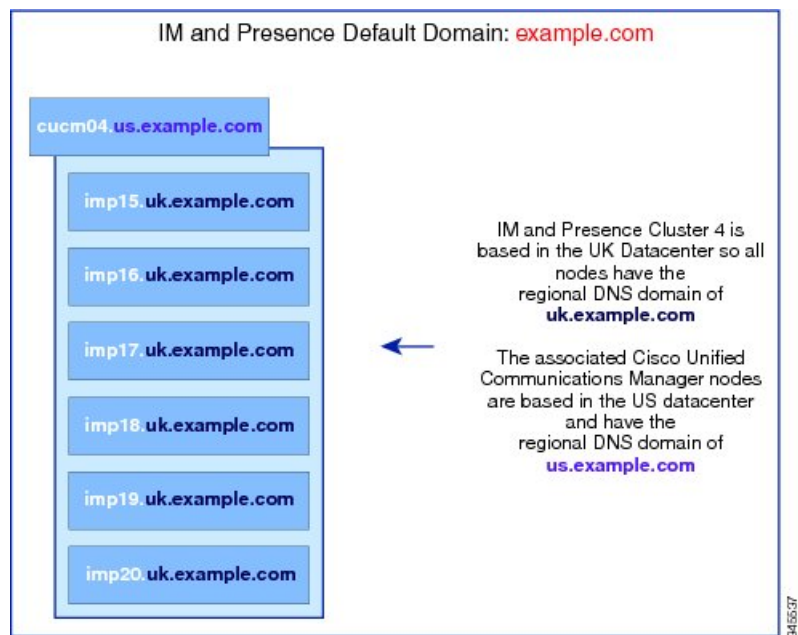 IM and Presence Default Domain: example.com
cucm04.us.example.com
imp15.uk.example.com
imp16.uk.example.com
imp17.uk.example.com
imp18.uk.example.com
imp19.uk.example.com
imp20.uk.example.com
IM and Presence Cluster 4 is
based in the UK Datacenter so all
nodes have the
regional DNS domain of
uk.example.com
The associated Cisco Unified
Communications Manager nodes
are based in the US datacenter
and have the
regional DNS domain of
us.example.com
345537